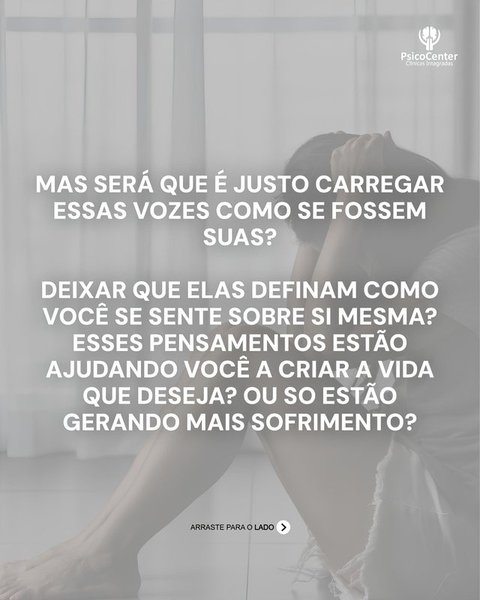 PsicoCenter
Clínicas Integradas
MAS SERÁ QUE É JUSTO CARREGAR
ESSAS VOZES COMO SE FOSSEM
SUAS?
DEIXAR QUE ELAS DEFINAM COMO
VOCÊ SE SENTE SOBRE SI MESMA?
ESSES PENSAMENTOS ESTÃO
AJUDANDO VOCÊ A CRIAR A VIDA
QUE DESEJA? OU SO ESTÃO
GERANDO MAIS SOFRIMENTO?
ARRASTE PARA O LADO